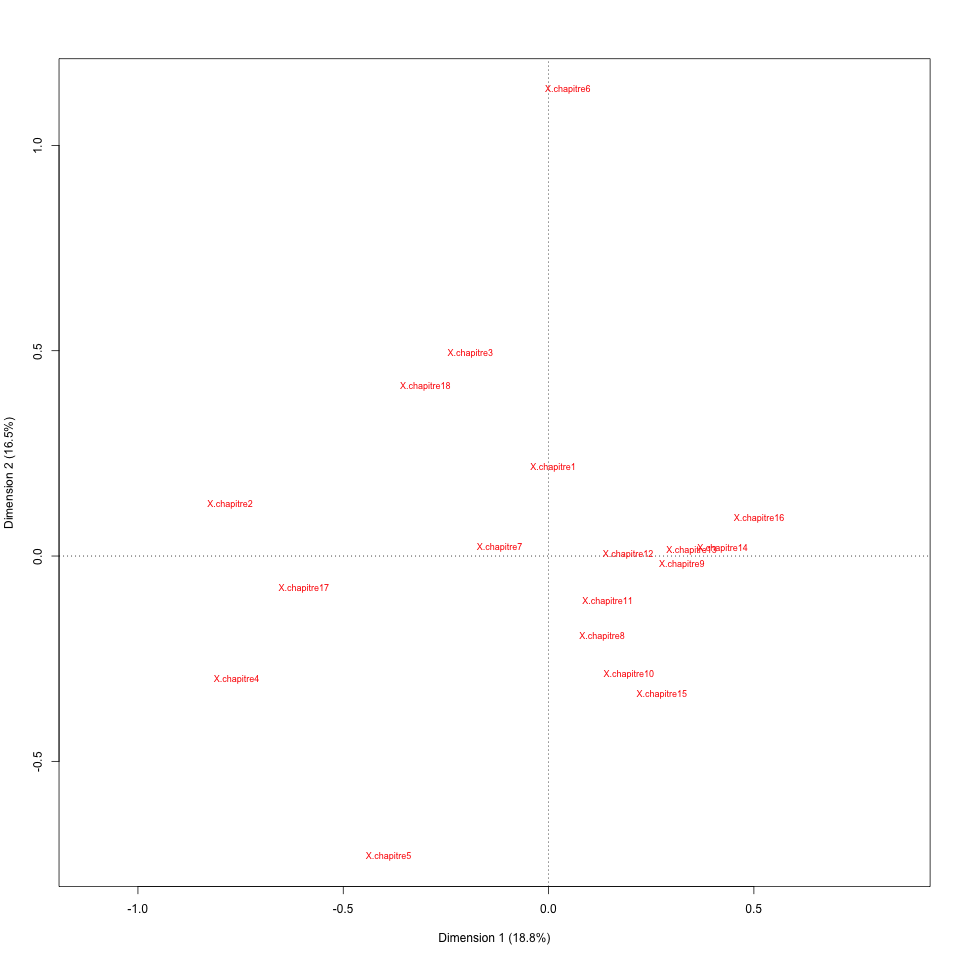 X.chapitre6
1.0
X.chapitre3
0.5
X.chapitre18
X.chapitre1
X.chapitre2
X.chapitre16
Dimension 2 (16.5%)
X.chapitre7
X.chapitre13
X.chapitre14
X.chapitre12
0.0
X.chapitre9
X.chapitre17
X.chapitre11
X.chapitre8
X.chapitre10
X.chapitre4
X.chapitre15
-0.5
X.chapitre5
-1.0 -0.5 0.0 0.5
Dimension 1 (18.8%)